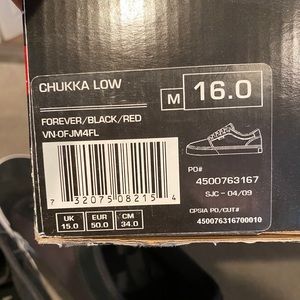 CHUKKA LOW
M 16.0
FOREVER/BLACK/RED
VN-0FJM4FL
PO#
4500763167
SJC - 04/09
7 32075 08215 4
CPSIA PO/CUT#
450076316700010
UK EUR CM
15.0 50.0 34.0